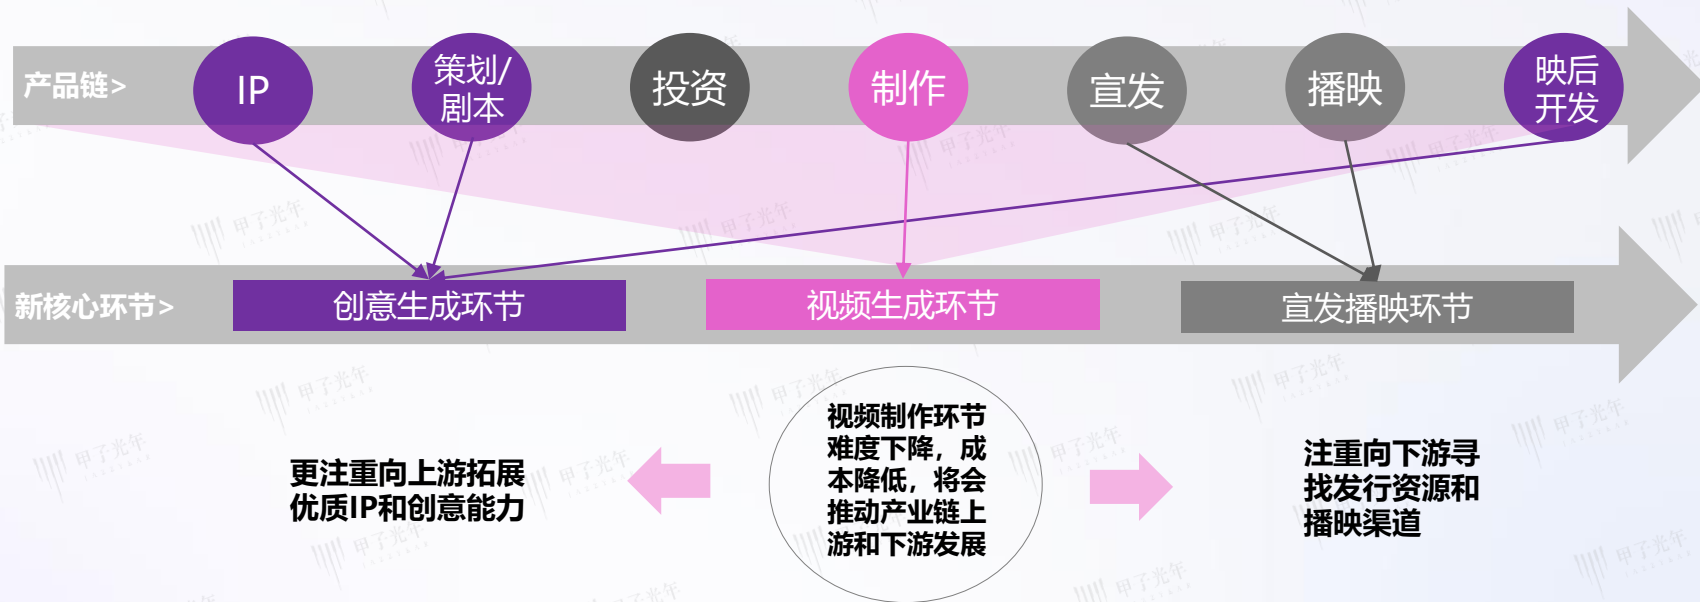 产品链>
IP
策划/
剧本
投资
制作
宣发
播映
映后
开发
新核心环节>
创意生成环节
视频生成环节
宣发播映环节
更注重向上游拓展
优质IP和创意能力
视频制作环节
难度下降，成
本降低，将会
推动产业链上
游和下游发展
注重向下游寻
找发行资源和
播映渠道
甲子光年